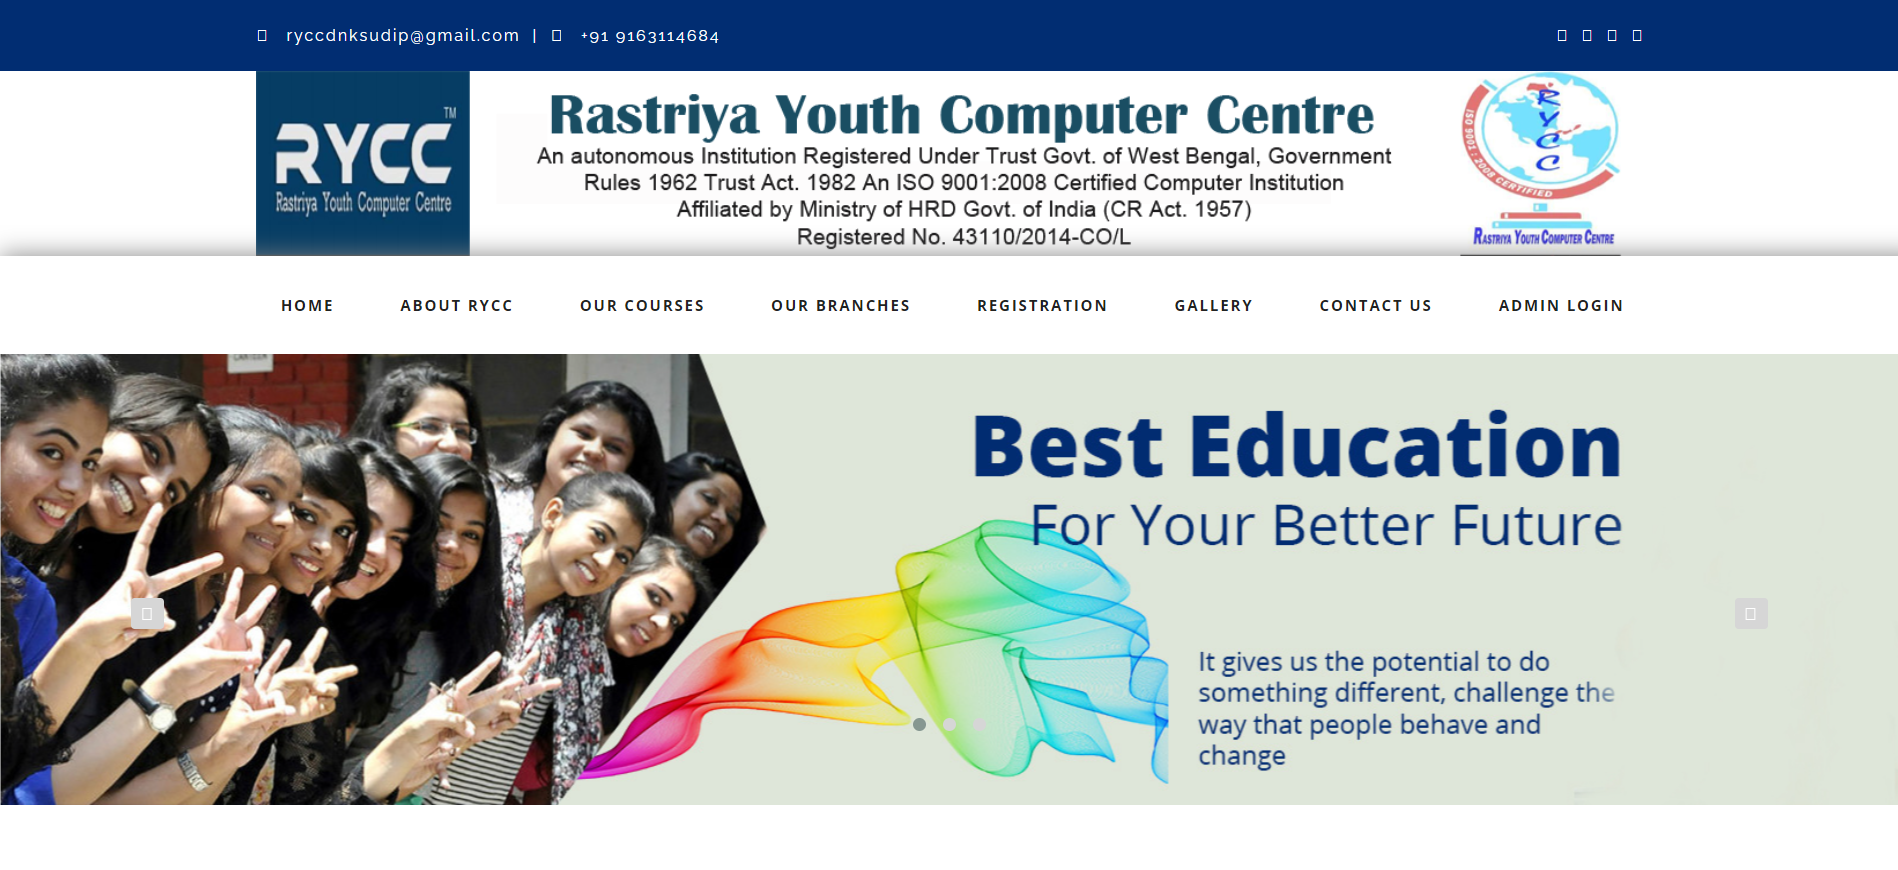 ryccdnksudip@gmail.com | +91 9163114684
RYCC TM
Rastriya Youth Computer Centre
Rastriya Youth Computer Centre
An autonomous Institution Registered Under Trust Govt. of West Bengal, Government
Rules 1962 Trust Act. 1982 An ISO 9001:2008 Certified Computer Institution
Affiliated by Ministry of HRD Govt. of India (CR Act. 1957)
Registered No. 43110/2014-CO/L
RYCC
ISO 9001 : 2008 CERTIFIED
RASTRIYA YOUTH COMPUTER CENTRE
HOME ABOUT RYCC OUR COURSES OUR BRANCHES REGISTRATION GALLERY CONTACT US ADMIN LOGIN
Best Education
For Your Better Future
It gives us the potential to do
something different, challenge the
way that people behave and
change